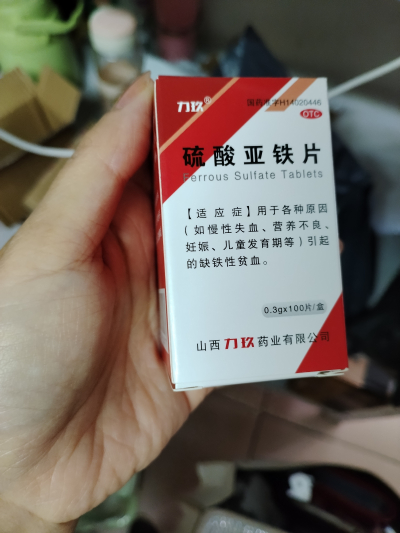 力玖®
国药准字H14020446
OTC
硫酸亚铁片
Ferrous Sulfate Tablets
【适应症】用于各种原因
(如慢性失血、营养不良、
妊娠、儿童发育期等)引起
的缺铁性贫血。
0.3gx100片/盒
山西力玖药业有限公司